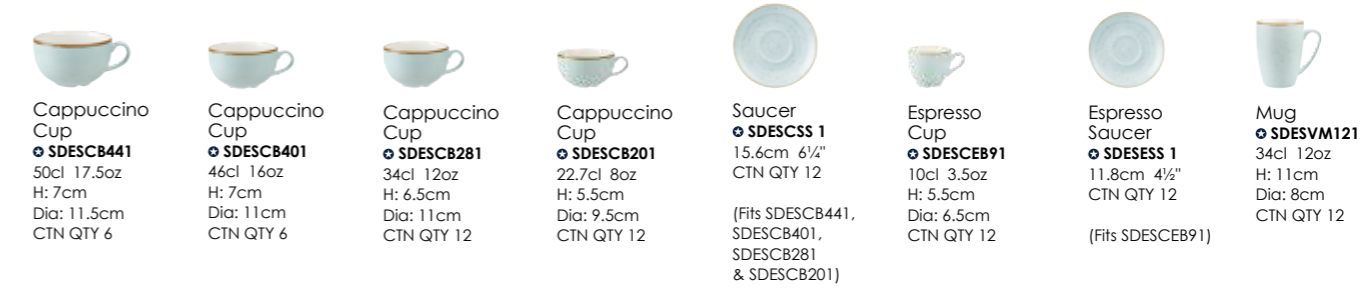 Cappuccino
Cup
✪ SDESCB441
50cl 17.5oz
H: 7cm
Dia: 11.5cm
CTN QTY 6
Cappuccino
Cup
✪ SDESCB401
46cl 16oz
H: 7cm
Dia: 11cm
CTN QTY 6
Cappuccino
Cup
✪ SDESCB281
34cl 12oz
H: 6.5cm
Dia: 11cm
CTN QTY 12
Cappuccino
Cup
✪ SDESCB201
22.7cl 8oz
H: 5.5cm
Dia: 9.5cm
CTN QTY 12
Saucer
✪ SDESCSS 1
15.6cm 6¼"
CTN QTY 12
(Fits SDESCB441,
SDESCB401,
SDESCB281
& SDESCB201)
Espresso
Cup
✪ SDESCEB91
10cl 3.5oz
H: 5.5cm
Dia: 6.5cm
CTN QTY 12
Espresso
Saucer
✪ SDESESS 1
11.8cm 4½"
CTN QTY 12
(Fits SDESCEB91)
Mug
✪ SDESVM121
34cl 12oz
H: 11cm
Dia: 8cm
CTN QTY 12